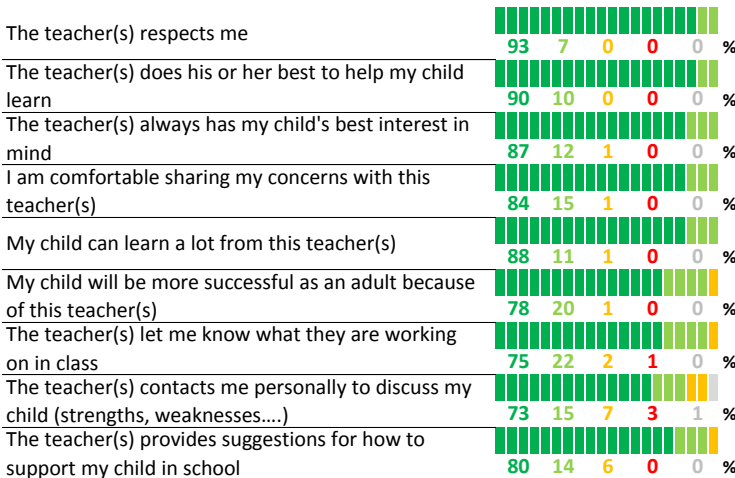 The teacher(s) respects me
93 7 0 0 0 %
The teacher(s) does his or her best to help my child
learn
90 10 0 0 0 %
The teacher(s) always has my child's best interest in
mind
87 12 1 0 0 %
I am comfortable sharing my concerns with this
teacher(s)
84 15 1 0 0 %
My child can learn a lot from this teacher(s)
88 11 1 0 0 %
My child will be more successful as an adult because
of this teacher(s)
78 20 1 0 0 %
The teacher(s) let me know what they are working
on in class
75 22 2 1 0 %
The teacher(s) contacts me personally to discuss my
child (strengths, weaknesses....)
73 15 7 3 1 %
The teacher(s) provides suggestions for how to
support my child in school
80 14 6 0 0 %